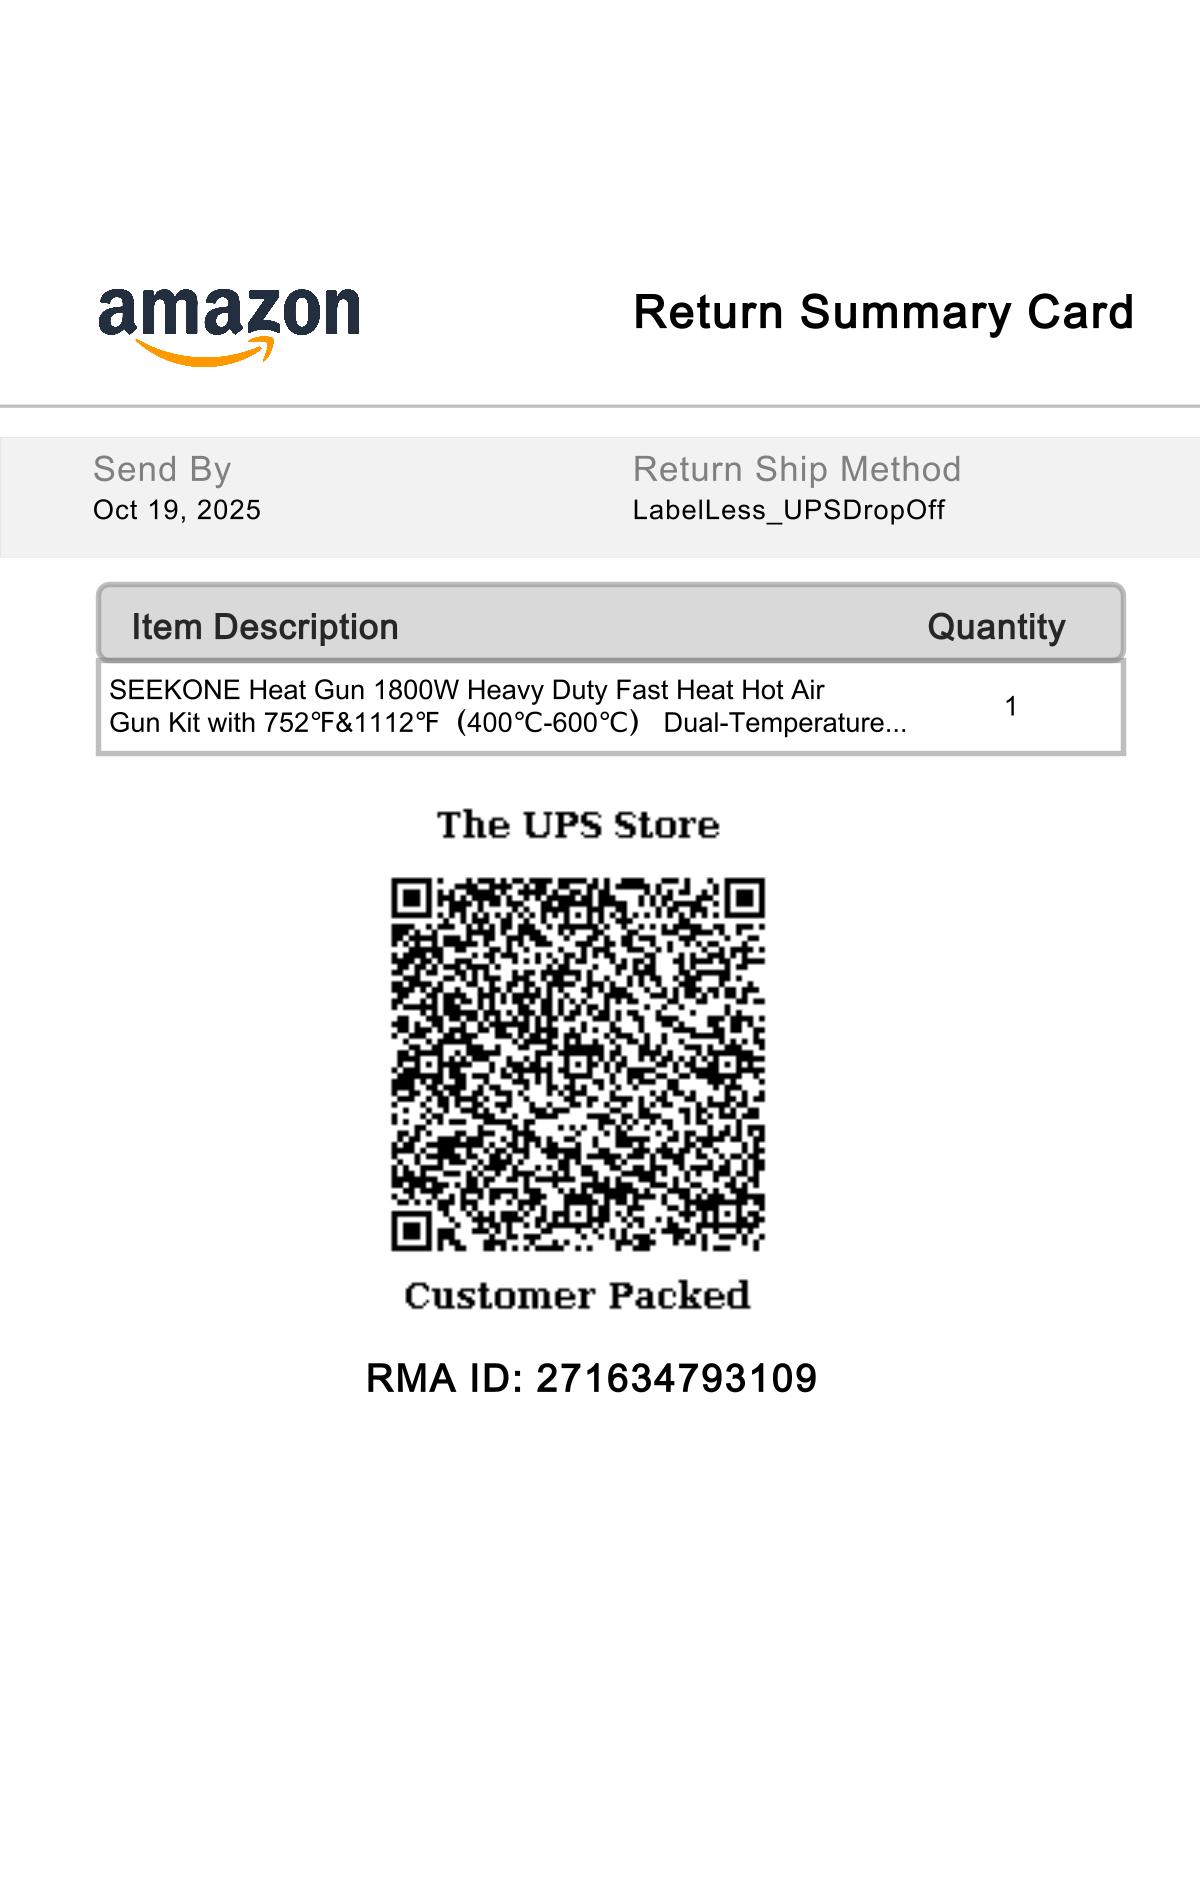 amazon
Return Summary Card
Send By
Return Ship Method
Oct 19, 2025
LabelLess_UPSDropOff
Item Description
Quantity
SEEKONE Heat Gun 1800W Heavy Duty Fast Heat Hot Air
Gun Kit with 752℉&1112℉（400℃-600℃） Dual-Temperature...
1
The UPS Store
Customer Packed
RMA ID: 271634793109